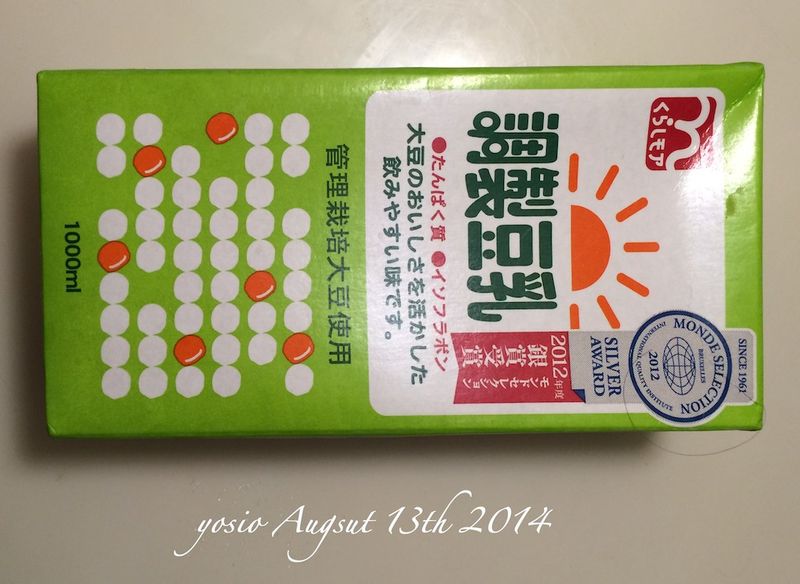 くらしモア
調製豆乳
●たんぱく質 ●イソフラボン
大豆のおいしさを活かした
飲みやすい味です。
SINCE 1961
MONDE SELECTION
BRUXELLES
2012
INTERNATIONAL QUALITY INSTITUTE
SILVER
AWARD
2012年度
モンドセレクション
銀賞受賞
管理栽培大豆使用
1000ml
yosio Augsut 13th 2014